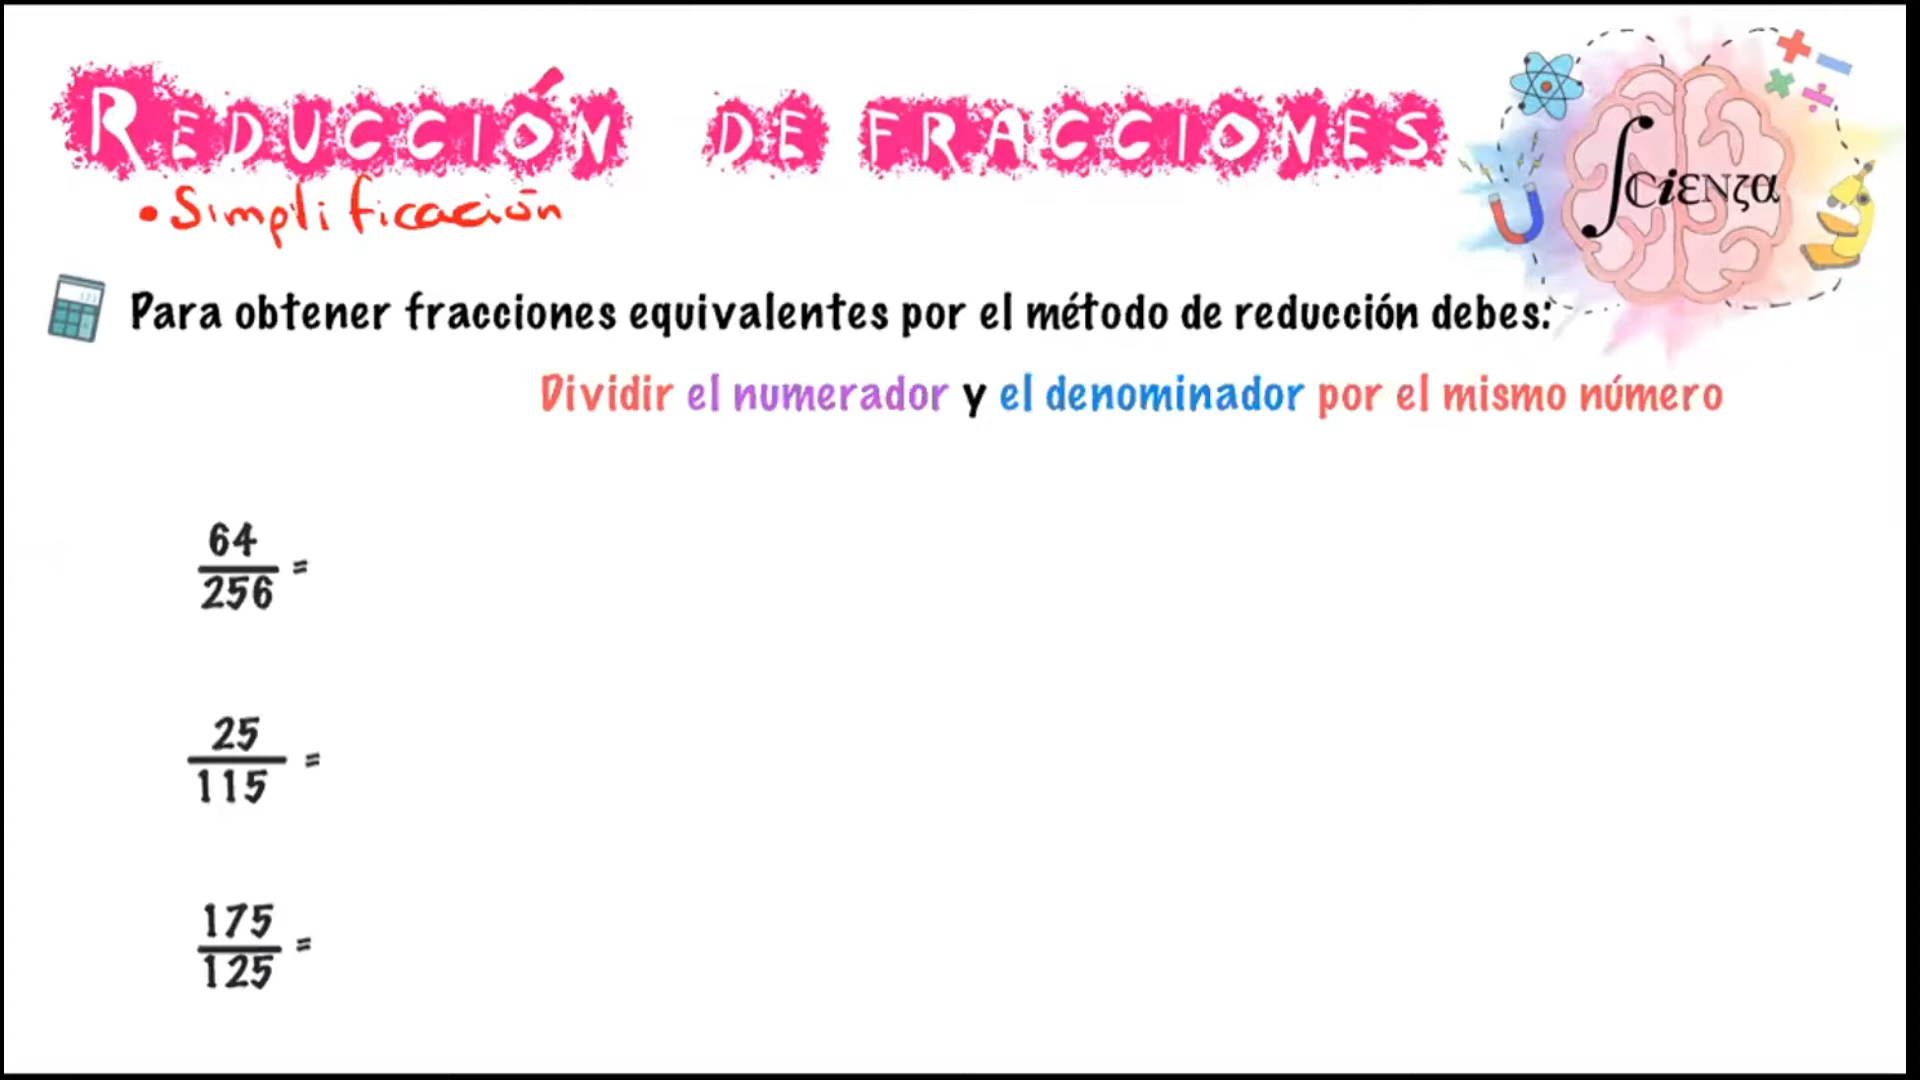 REDUCCIÓN DE FRACCIONES
• Simplificación
∫CiENζα
Para obtener fracciones equivalentes por el método de reducción debes:
Dividir el numerador y el denominador por el mismo número
64
256 =
25
115 =
175
125 =